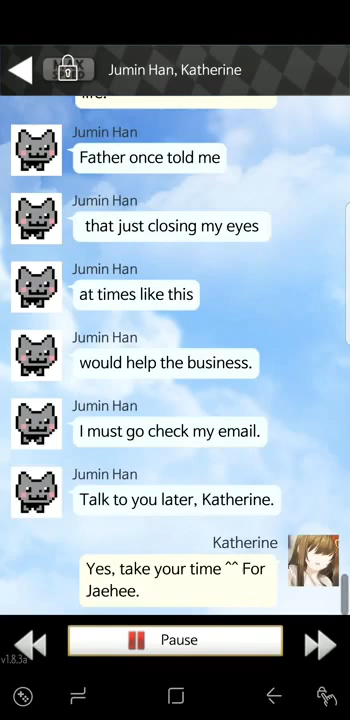 Jumin Han, Katherine
life.
Jumin Han
Father once told me
Jumin Han
that just closing my eyes
Jumin Han
at times like this
Jumin Han
would help the business.
Jumin Han
I must go check my email.
Jumin Han
Talk to you later, Katherine.
Katherine
Yes, take your time ^^ For
Jaehee.
Pause
v1.8.3a